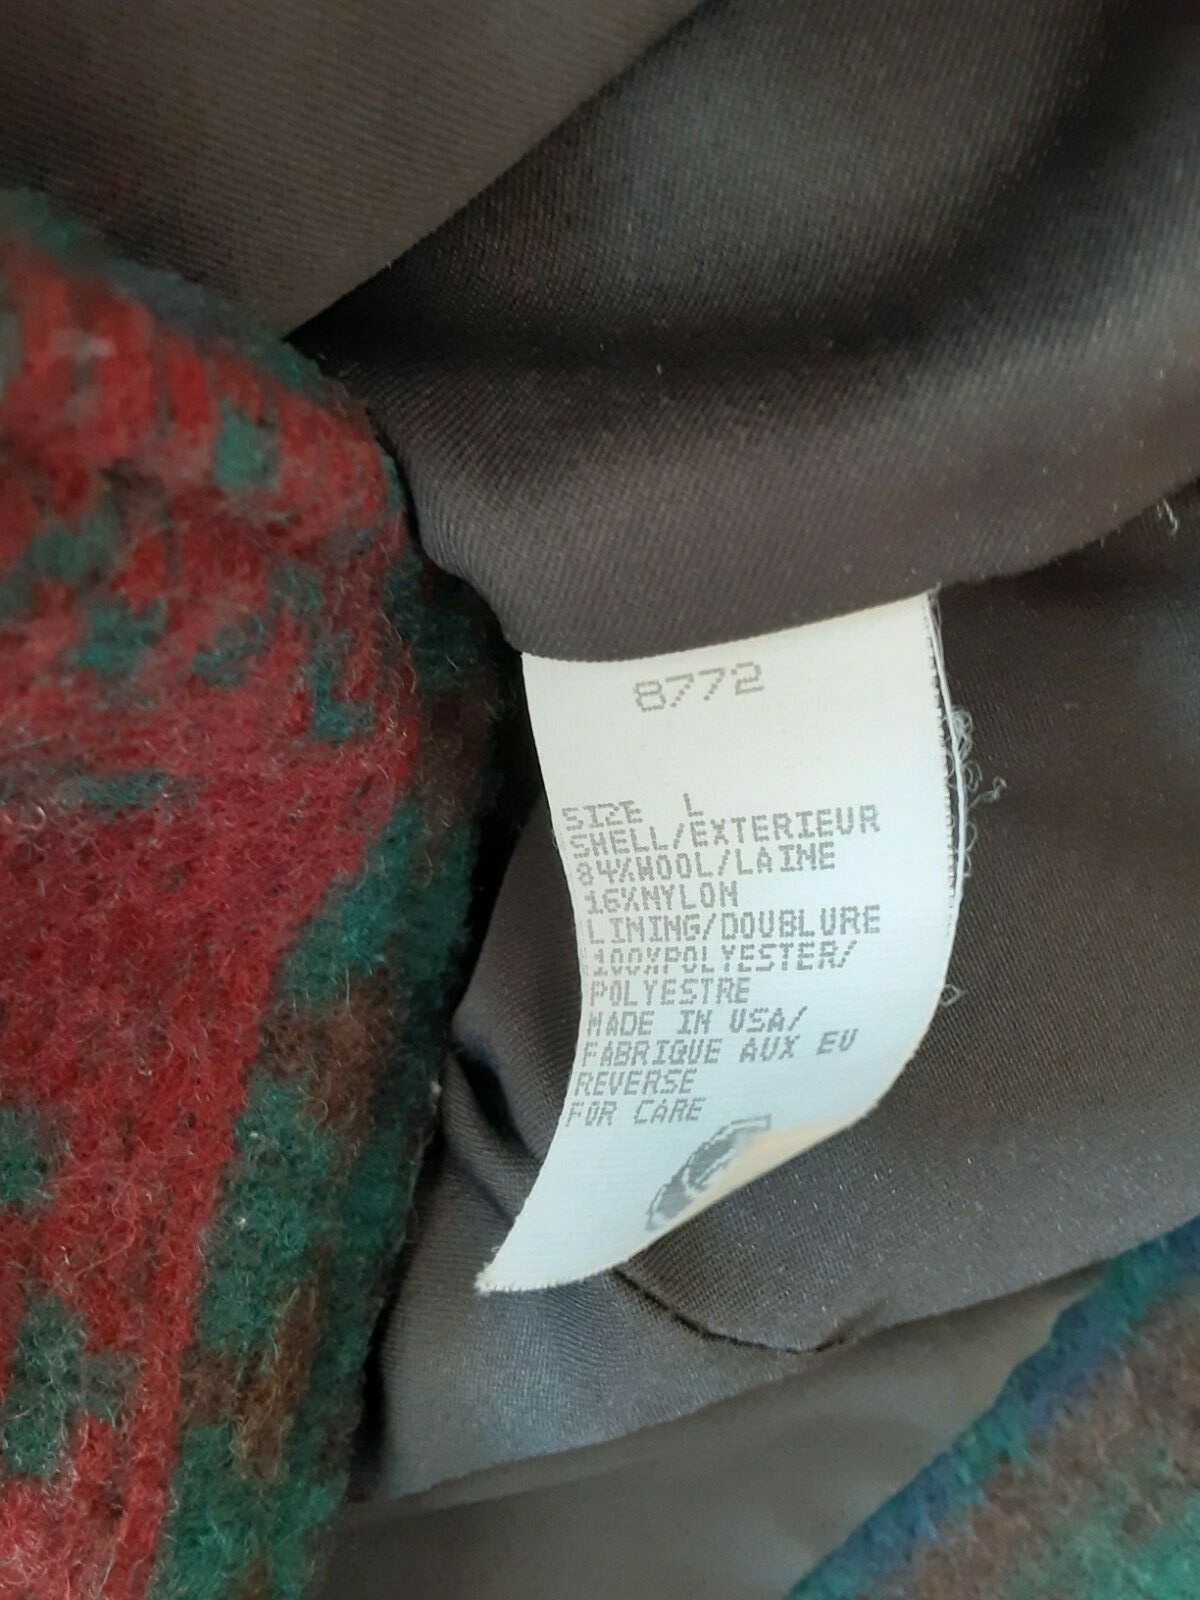 8772
SIZE L
SHELL/EXTERIEUR
84%WOOL/LAINE
16%NYLON
LINING/DOUBLURE
100%POLYESTER/
POLYESTRE
MADE IN USA/
FABRIQUE AUX EU
REVERSE
FOR CARE